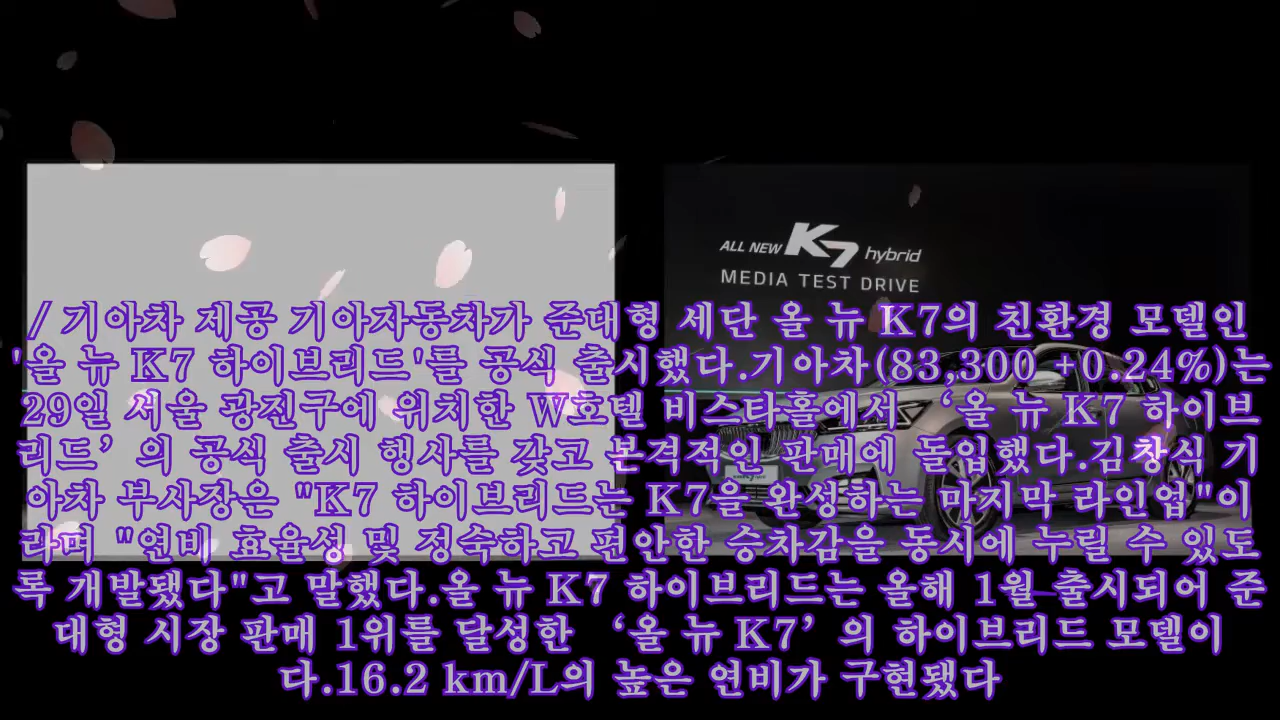 ALL NEW K7 hybrid
MEDIA TEST DRIVE
/ 기아차 제공 기아자동차가 준대형 세단 올 뉴 K7의 친환경 모델인
'올 뉴 K7 하이브리드'를 공식 출시했다.기아차(83,300 +0.24%)는
29일 서울 광진구에 위치한 W호텔 비스타홀에서 ‘올 뉴 K7 하이브
리드’의 공식 출시 행사를 갖고 본격적인 판매에 돌입했다.김창식 기
아차 부사장은 "K7 하이브리드는 K7을 완성하는 마지막 라인업"이
라며 "연비 효율성 및 정숙하고 편안한 승차감을 동시에 누릴 수 있도
록 개발됐다"고 말했다.올 뉴 K7 하이브리드는 올해 1월 출시되어 준
대형 시장 판매 1위를 달성한 ‘올 뉴 K7’의 하이브리드 모델이
다.16.2 km/L의 높은 연비가 구현됐다